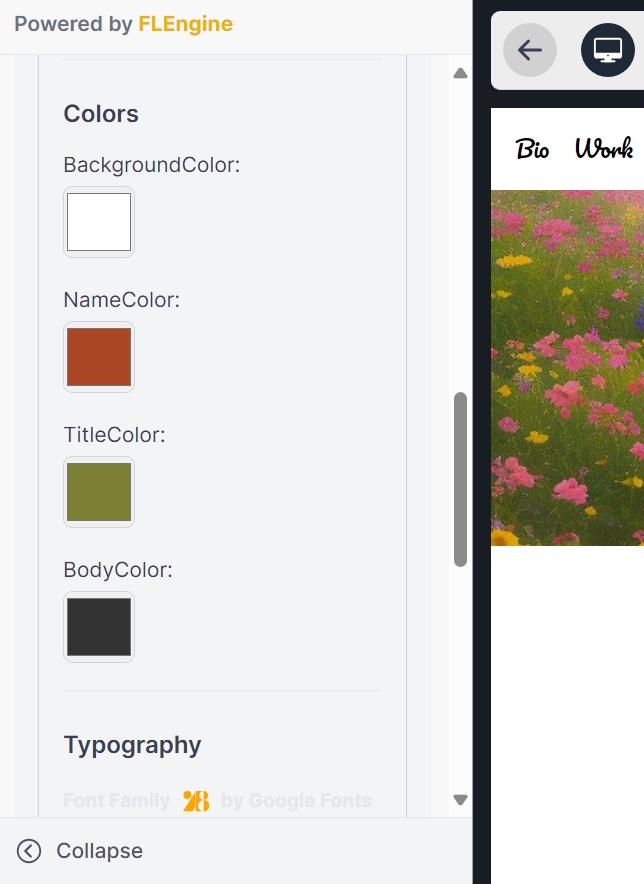 Powered by FLEngine
Colors
BackgroundColor:
NameColor:
TitleColor:
BodyColor:
Typography
Font Family by Google Fonts
Collapse
Bio Work